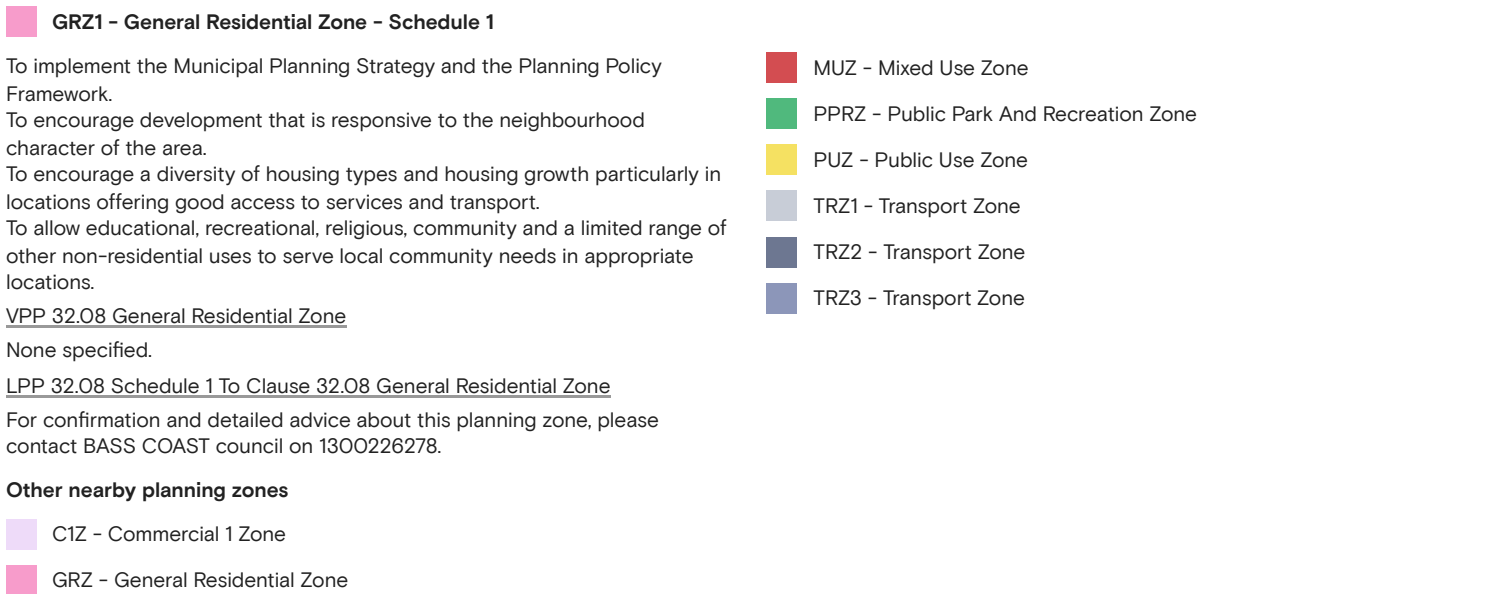 GRZ1 - General Residential Zone - Schedule 1
To implement the Municipal Planning Strategy and the Planning Policy
Framework.
To encourage development that is responsive to the neighbourhood
character of the area.
To encourage a diversity of housing types and housing growth particularly in
locations offering good access to services and transport.
To allow educational, recreational, religious, community and a limited range of
other non-residential uses to serve local community needs in appropriate
locations.
VPP 32.08 General Residential Zone
None specified.
LPP 32.08 Schedule 1 To Clause 32.08 General Residential Zone
For confirmation and detailed advice about this planning zone, please
contact BASS COAST council on 1300226278.
Other nearby planning zones
C1Z - Commercial 1 Zone
GRZ - General Residential Zone
MUZ - Mixed Use Zone
PPRZ - Public Park And Recreation Zone
PUZ - Public Use Zone
TRZ1 - Transport Zone
TRZ2 - Transport Zone
TRZ3 - Transport Zone